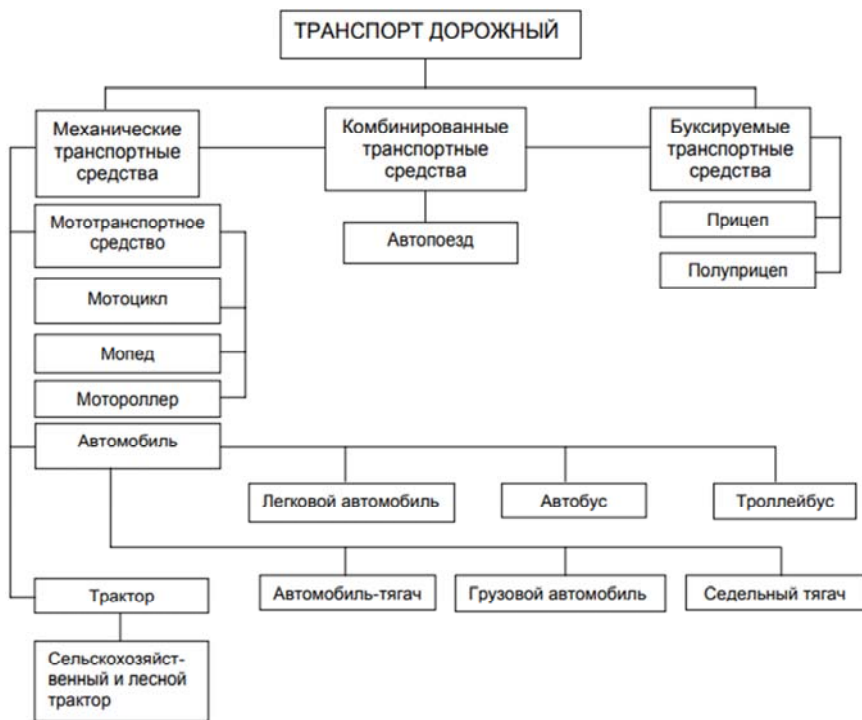 ТРАНСПОРТ ДОРОЖНЫЙ
Механические
транспортные
средства
Комбинированные
транспортные
средства
Буксируемые
транспортные
средства
Мототранспортное
средство
Автопоезд
Прицеп
Полуприцеп
Мотоцикл
Мопед
Мотороллер
Автомобиль
Легковой автомобиль
Автобус
Троллейбус
Трактор
Автомобиль-тягач
Грузовой автомобиль
Седельный тягач
Сельскохозяйст-
венный и лесной
трактор